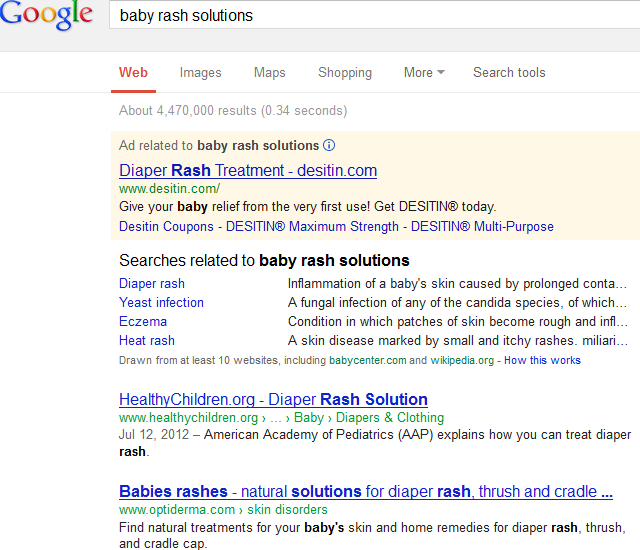 Google
baby rash solutions
Web Images Maps Shopping More Search tools
About 4,470,000 results (0.34 seconds)
Ad related to baby rash solutions
Diaper Rash Treatment - desitin.com
www.desitin.com/
Give your baby relief from the very first use! Get DESITIN® today.
Desitin Coupons - DESITIN® Maximum Strength - DESITIN® Multi-Purpose
Searches related to baby rash solutions
Diaper rash Inflammation of a baby's skin caused by prolonged conta...
Yeast infection A fungal infection of any of the candida species, of which...
Eczema Condition in which patches of skin become rough and infl...
Heat rash A skin disease marked by small and itchy rashes. miliari...
Drawn from at least 10 websites, including babycenter.com and wikipedia.org - How this works
HealthyChildren.org - Diaper Rash Solution
www.healthychildren.org › ... › Baby › Diapers & Clothing
Jul 12, 2012 – American Academy of Pediatrics (AAP) explains how you can treat diaper
rash.
Babies rashes - natural solutions for diaper rash, thrush and cradle ...
www.optiderma.com › skin disorders
Find natural treatments for your baby's skin and home remedies for diaper rash, thrush,
and cradle cap.